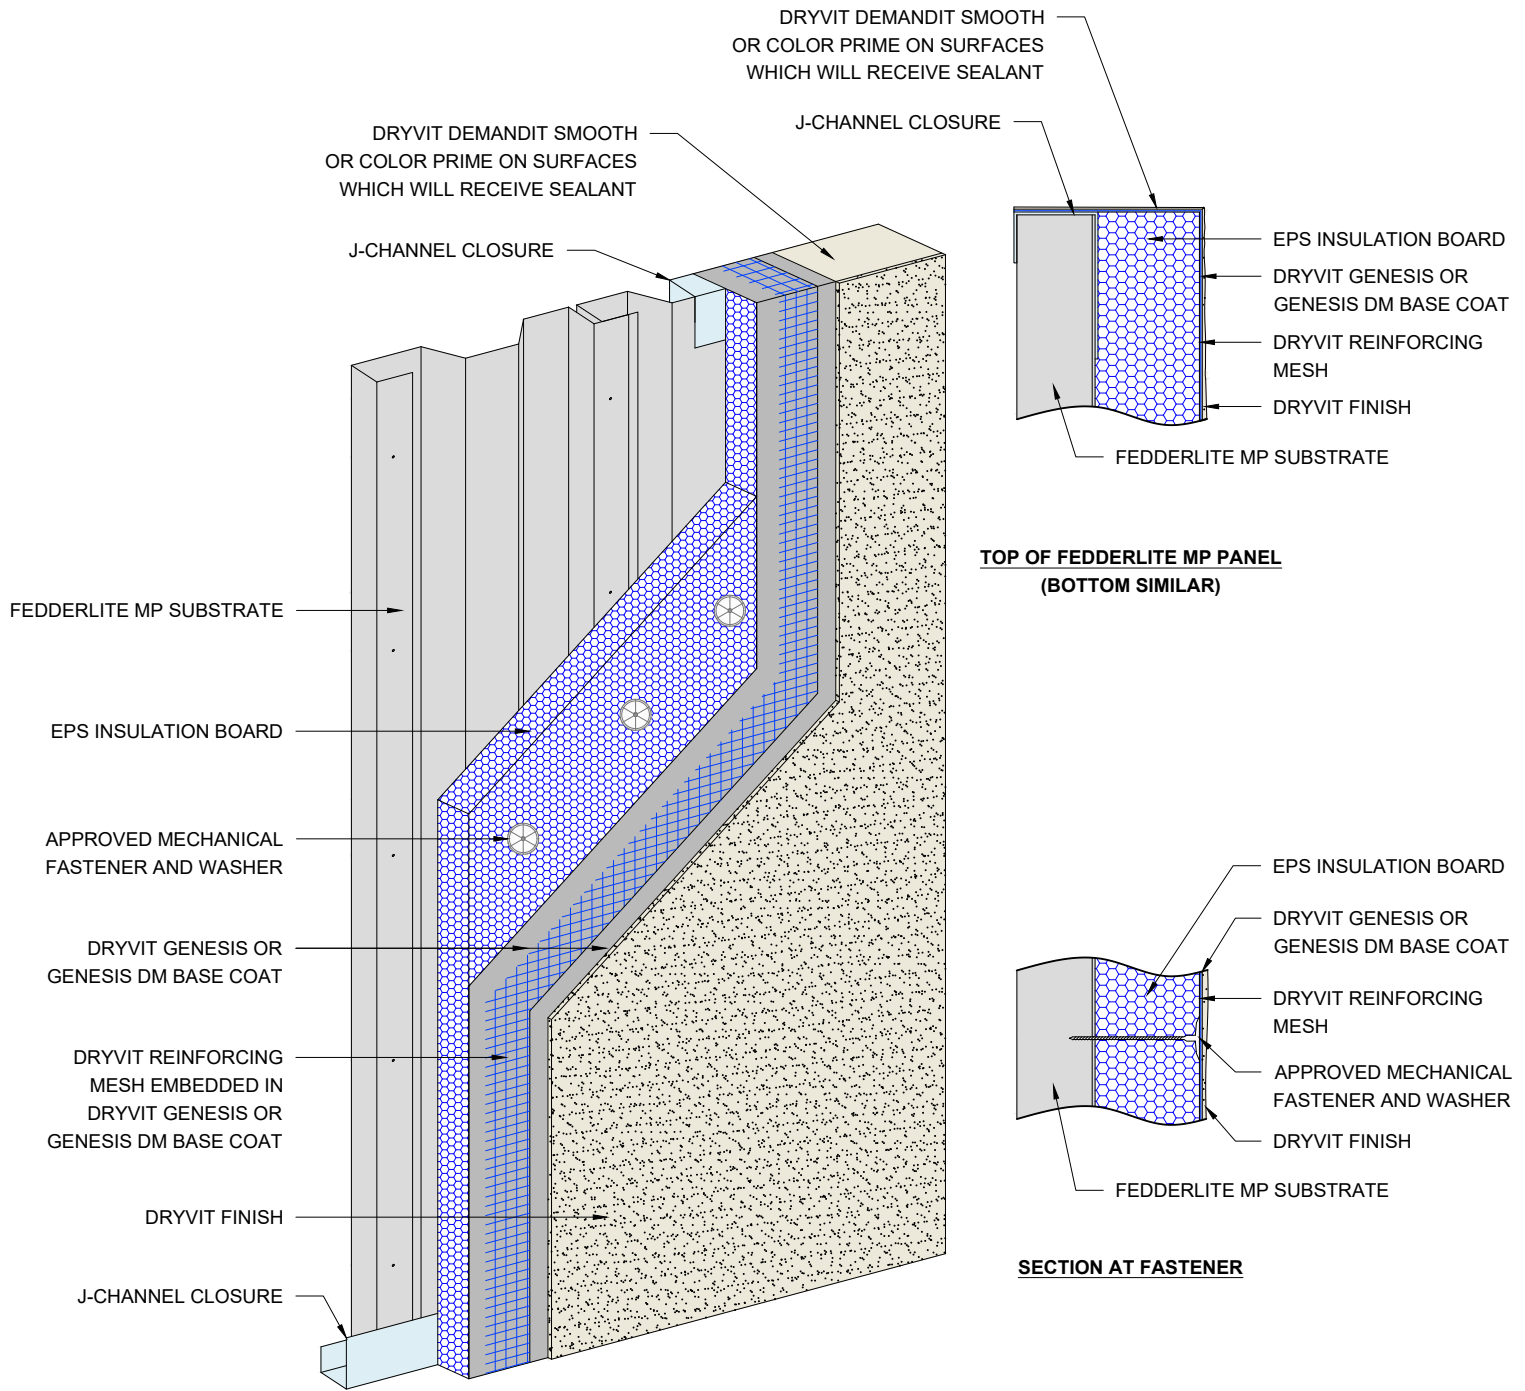 DRYVIT DEMANDIT SMOOTH
OR COLOR PRIME ON SURFACES
WHICH WILL RECEIVE SEALANT
J-CHANNEL CLOSURE
DRYVIT DEMANDIT SMOOTH
OR COLOR PRIME ON SURFACES
WHICH WILL RECEIVE SEALANT
J-CHANNEL CLOSURE
FEDDERLITE MP SUBSTRATE
EPS INSULATION BOARD
APPROVED MECHANICAL
FASTENER AND WASHER
DRYVIT GENESIS OR
GENESIS DM BASE COAT
DRYVIT REINFORCING
MESH EMBEDDED IN
DRYVIT GENESIS OR
GENESIS DM BASE COAT
DRYVIT FINISH
J-CHANNEL CLOSURE
EPS INSULATION BOARD
DRYVIT GENESIS OR
GENESIS DM BASE COAT
DRYVIT REINFORCING
MESH
DRYVIT FINISH
FEDDERLITE MP SUBSTRATE
TOP OF FEDDERLITE MP PANEL
(BOTTOM SIMILAR)
EPS INSULATION BOARD
DRYVIT GENESIS OR
GENESIS DM BASE COAT
DRYVIT REINFORCING
MESH
APPROVED MECHANICAL
FASTENER AND WASHER
DRYVIT FINISH
FEDDERLITE MP SUBSTRATE
SECTION AT FASTENER